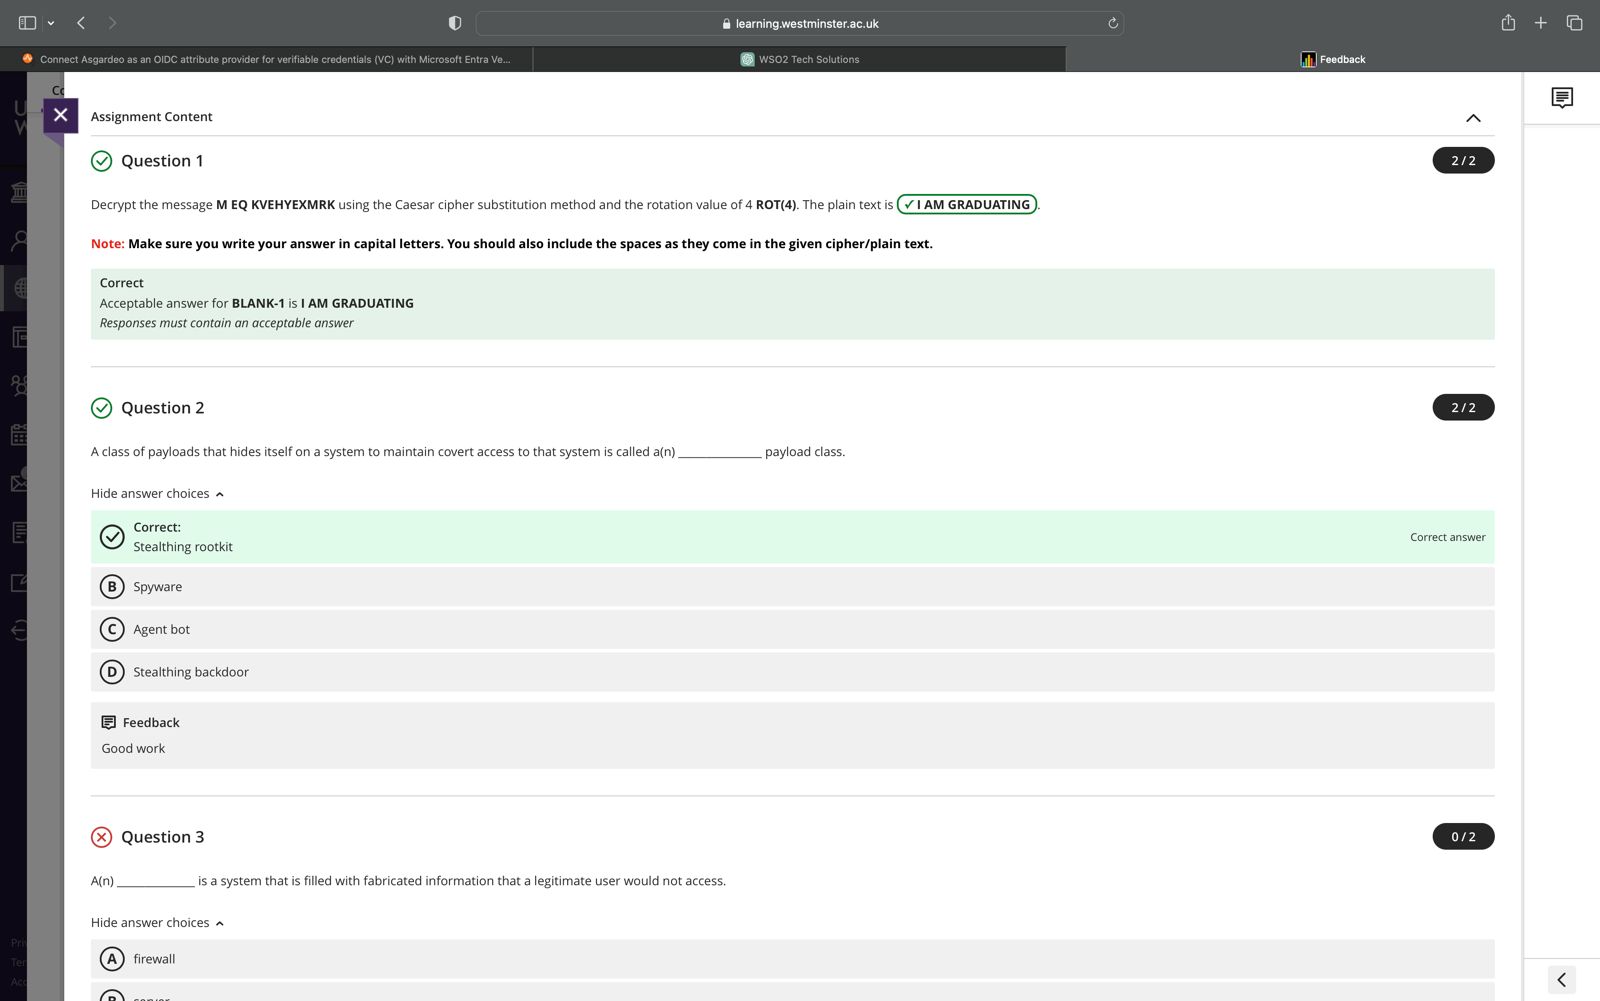 learning.westminster.ac.uk
Connect Asgardeo as an OIDC attribute provider for verifiable credentials (VC) with Microsoft Entra Ve...
WSO2 Tech Solutions
Feedback
Assignment Content
Question 1
2 / 2
Decrypt the message M EQ KVEHYEXMRK using the Caesar cipher substitution method and the rotation value of 4 ROT(4). The plain text is ✓ I AM GRADUATING.
Note: Make sure you write your answer in capital letters. You should also include the spaces as they come in the given cipher/plain text.
Correct
Acceptable answer for BLANK-1 is I AM GRADUATING
Responses must contain an acceptable answer
Question 2
2 / 2
A class of payloads that hides itself on a system to maintain covert access to that system is called a(n) _____________ payload class.
Hide answer choices
Correct:
Stealthing rootkit
Correct answer
B Spyware
C Agent bot
D Stealthing backdoor
Feedback
Good work
Question 3
0 / 2
A(n) ____________ is a system that is filled with fabricated information that a legitimate user would not access.
Hide answer choices
A firewall